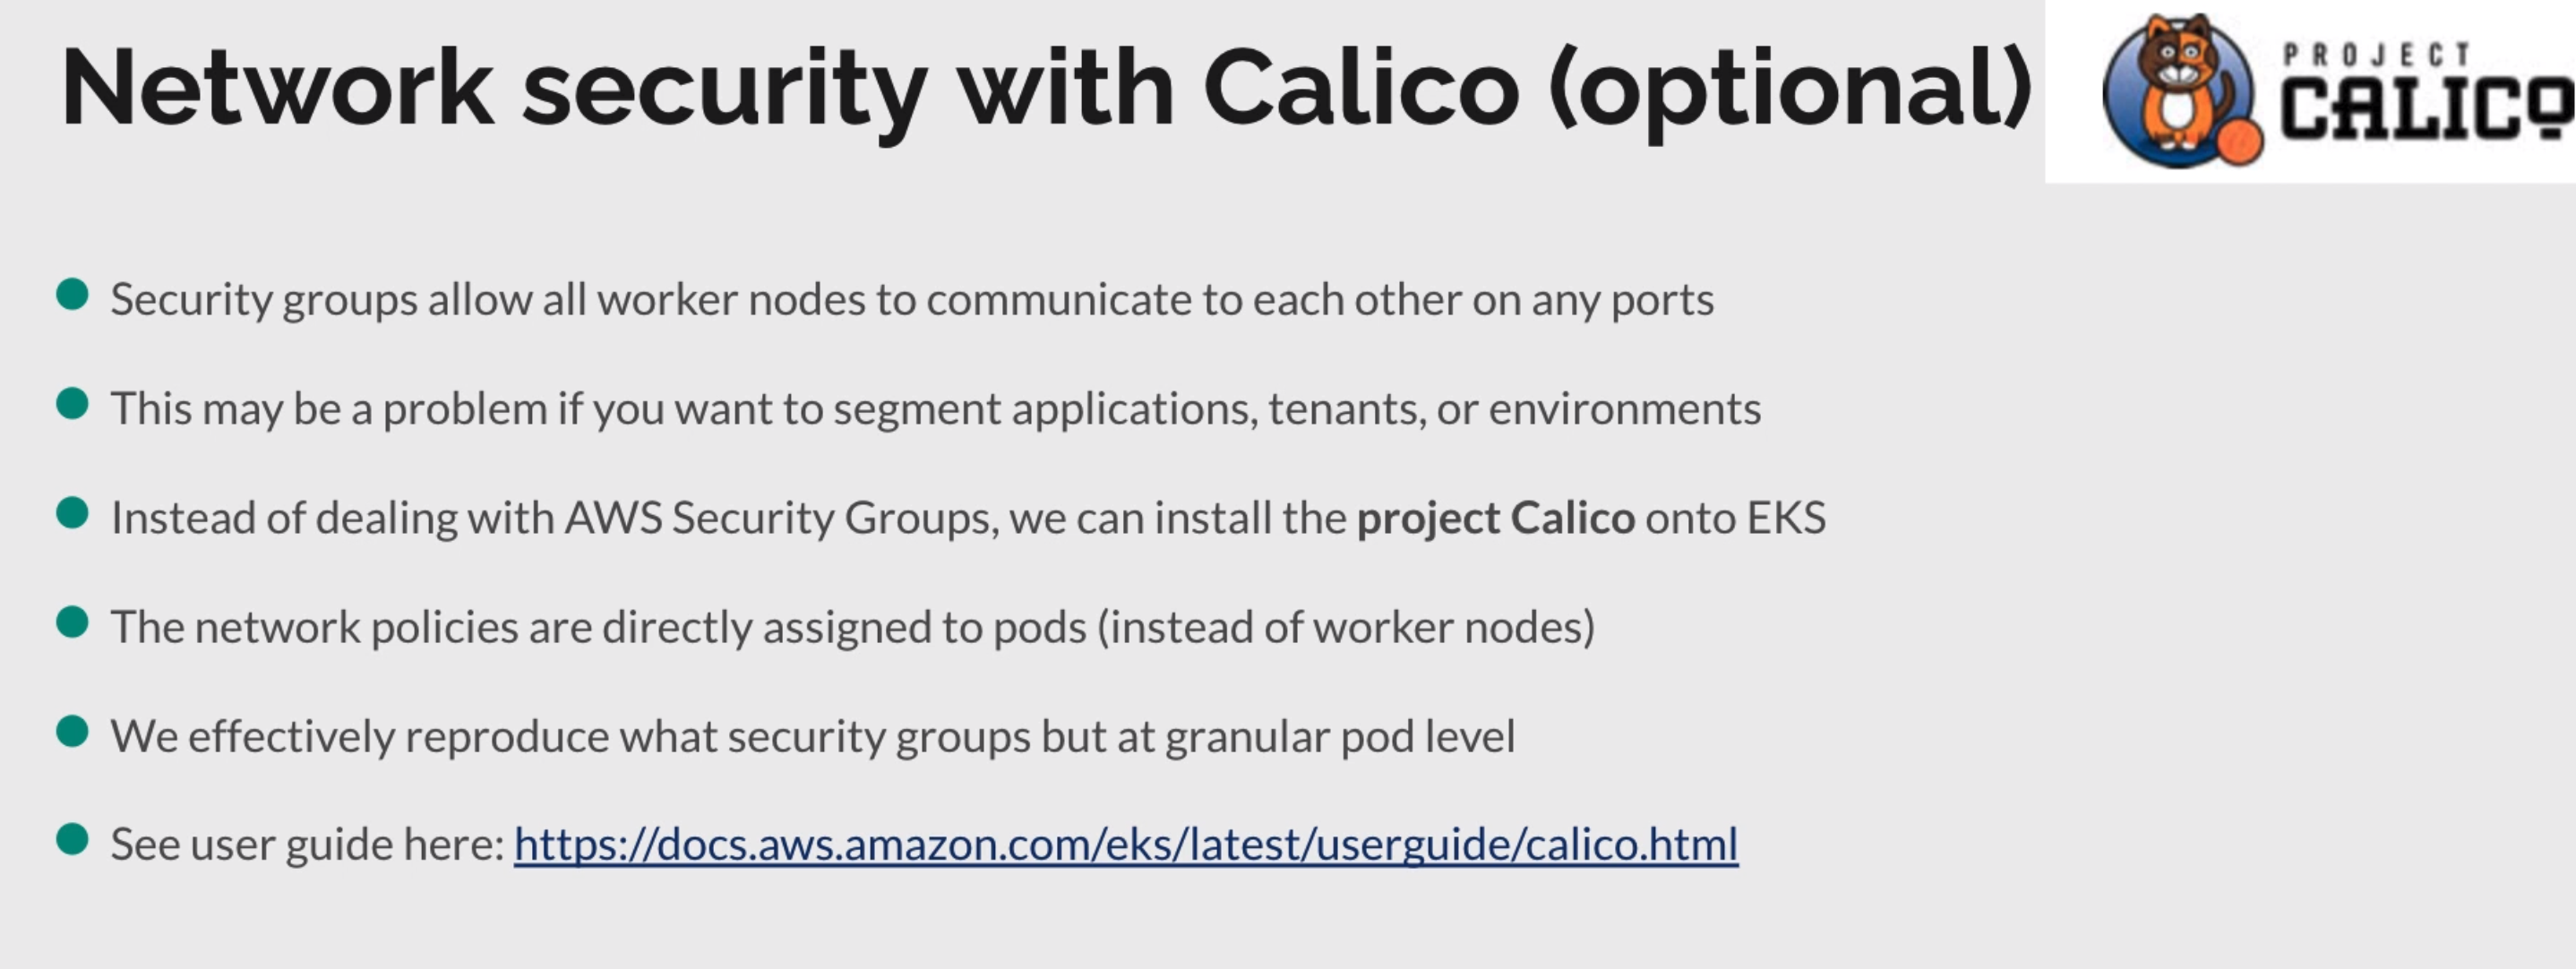 Network security with Calico (optional)
PROJECT
CALICO
Security groups allow all worker nodes to communicate to each other on any ports
This may be a problem if you want to segment applications, tenants, or environments
Instead of dealing with AWS Security Groups, we can install the project Calico onto EKS
The network policies are directly assigned to pods (instead of worker nodes)
We effectively reproduce what security groups but at granular pod level
See user guide here: https://docs.aws.amazon.com/eks/latest/userguide/calico.html